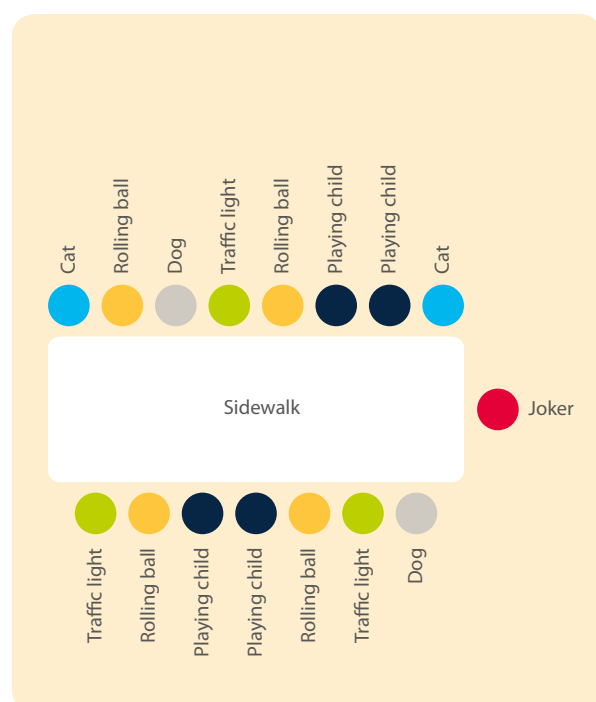 Cat
Rolling ball
Dog
Traffic light
Rolling ball
Playing child
Playing child
Cat
Sidewalk
Joker
Traffic light
Rolling ball
Playing child
Playing child
Rolling ball
Traffic light
Dog